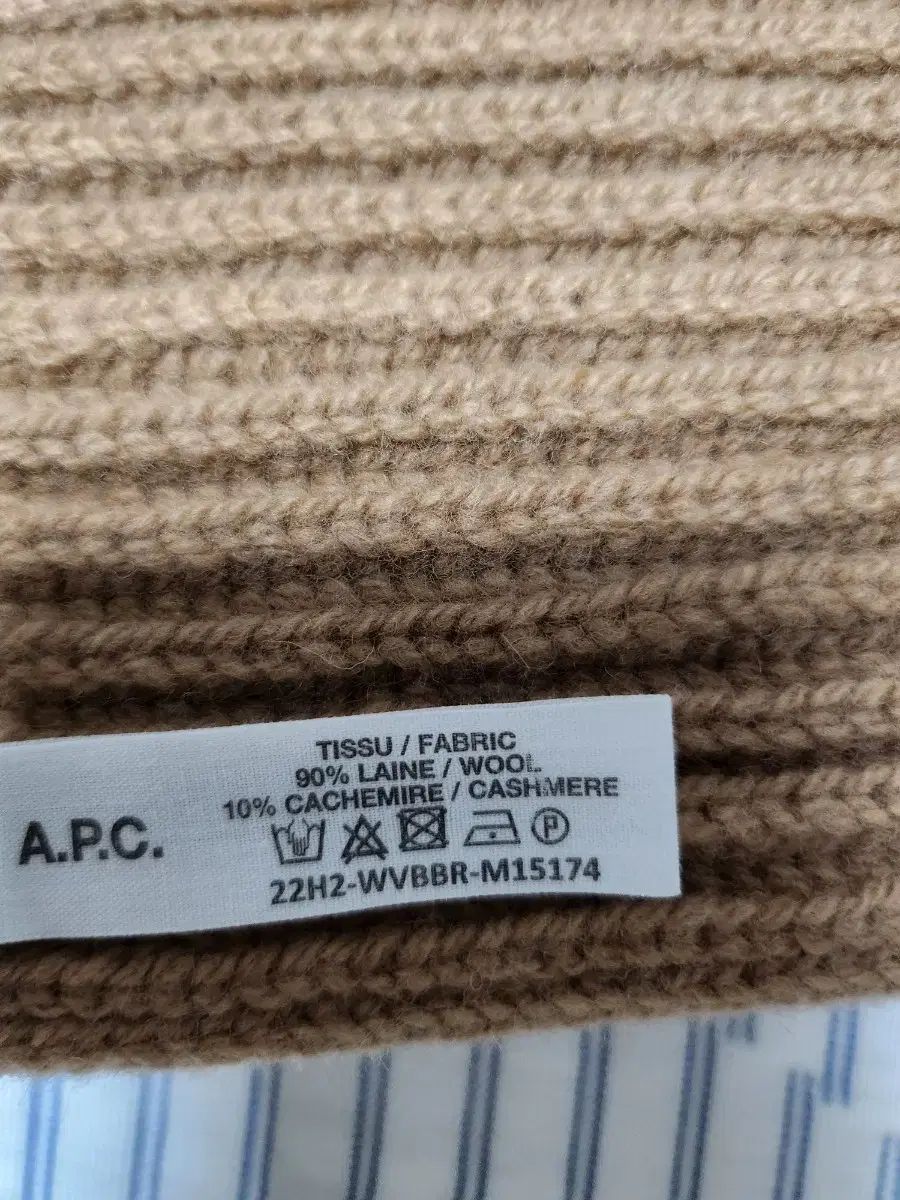 TISSU / FABRIC
90% LAINE / WOOL
10% CACHEMIRE / CASHMERE
A.P.C.
P
22H2-WVBBR-M15174